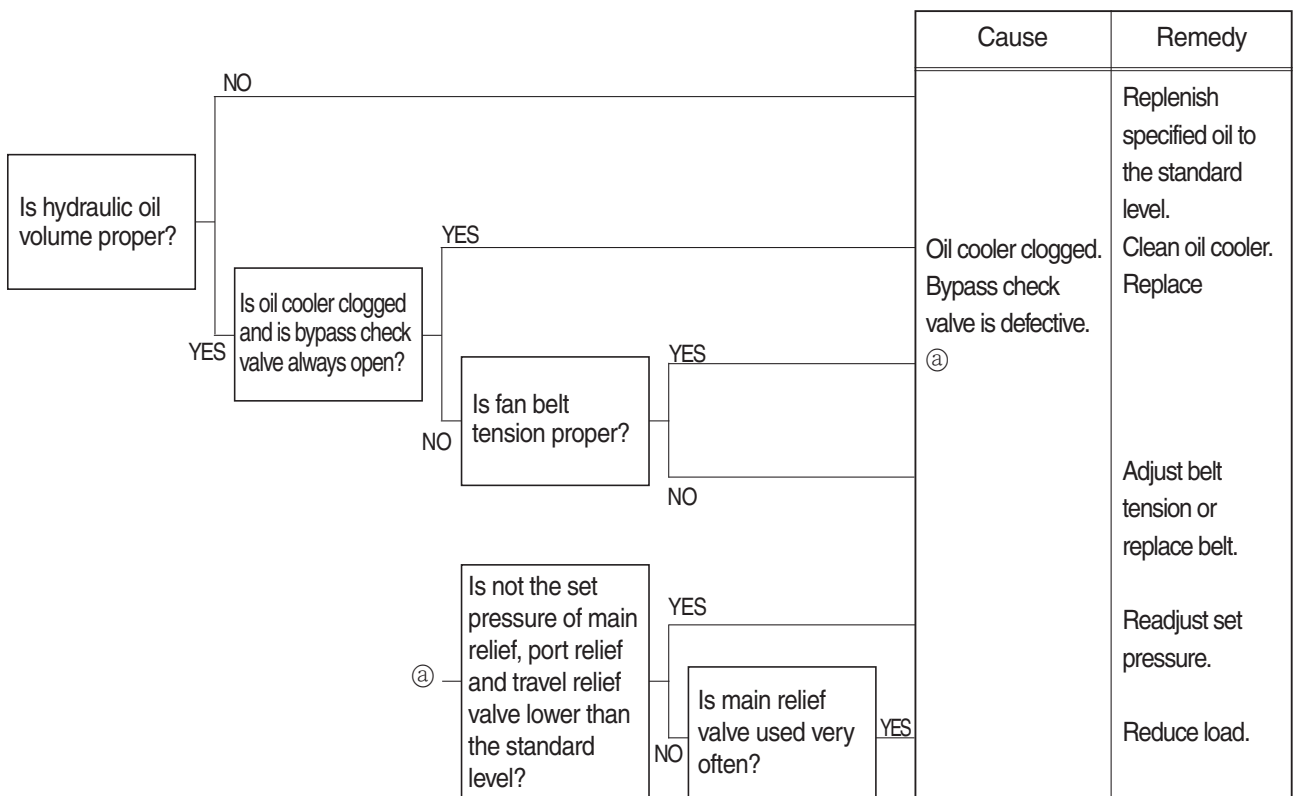 Cause
Remedy
NO
Replenish
specified oil to
the standard
level.
Is hydraulic oil
volume proper?
YES
Oil cooler clogged.
Clean oil cooler.
Bypass check
Replace
valve is defective.
YES
Is oil cooler clogged
and is bypass check
valve always open?
YES
ⓐ
NO
Is fan belt
tension proper?
NO
Adjust belt
tension or
replace belt.
ⓐ
Is not the set
pressure of main
relief, port relief
and travel relief
valve lower than
the standard
level?
YES
Readjust set
pressure.
NO
Is main relief
valve used very
often?
YES
Reduce load.